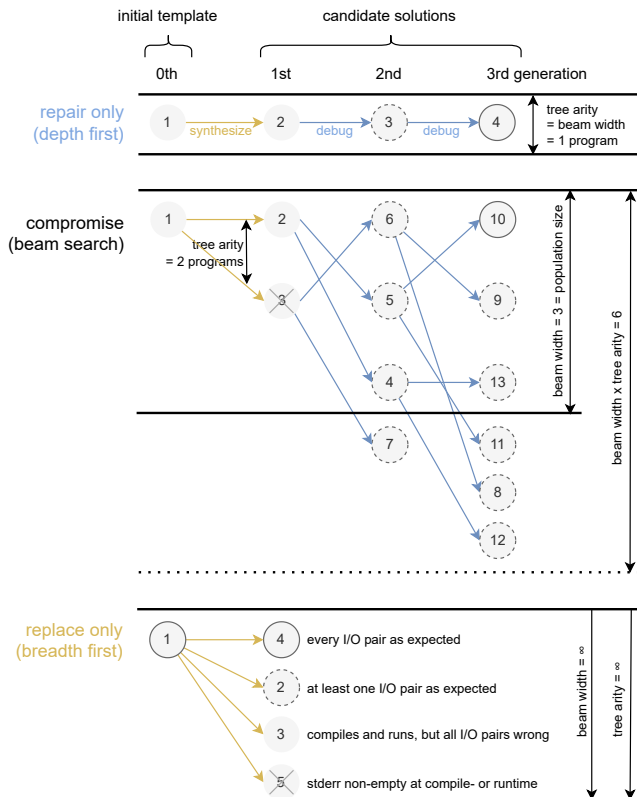 initial template
candidate solutions
0th
1st
2nd
3rd generation
repair only
(depth first)
1
synthesize
2
debug
3
debug
4
tree arity
= beam width
= 1 program
compromise
(beam search)
1
2
6
10
tree arity
= 2 programs
3
5
9
4
13
7
11
8
12
beam width = 3 = population size
beam width x tree arity = 6
replace only
(breadth first)
1
4
every I/O pair as expected
2
at least one I/O pair as expected
3
compiles and runs, but all I/O pairs wrong
5
stderr non-empty at compile- or runtime
beam width = ∞
tree arity = ∞